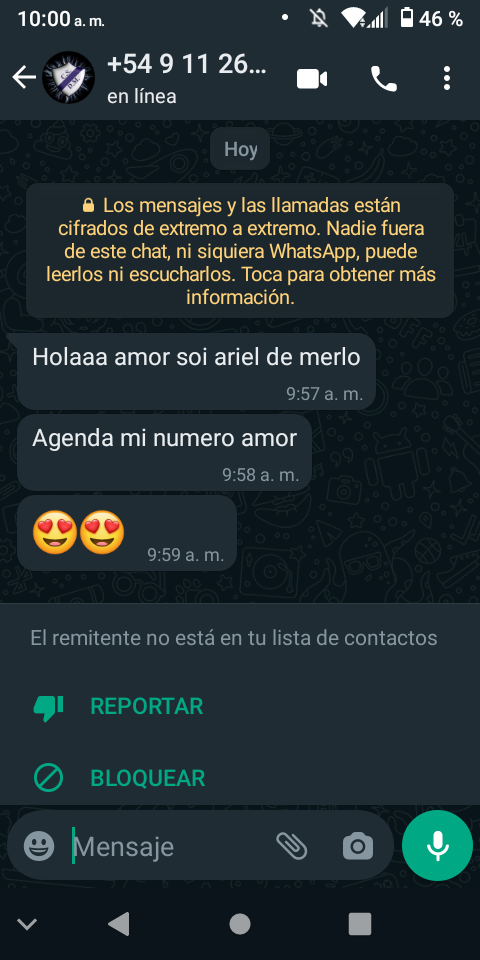 10:00 a. m.
46 %
+54 9 11 26...
en línea
Hoy
Los mensajes y las llamadas están
cifrados de extremo a extremo. Nadie fuera
de este chat, ni siquiera WhatsApp, puede
leerlos ni escucharlos. Toca para obtener más
información.
Holaaa amor soi ariel de merlo
9:57 a. m.
Agenda mi numero amor
9:58 a. m.
😍😍
9:59 a. m.
El remitente no está en tu lista de contactos
REPORTAR
BLOQUEAR
Mensaje